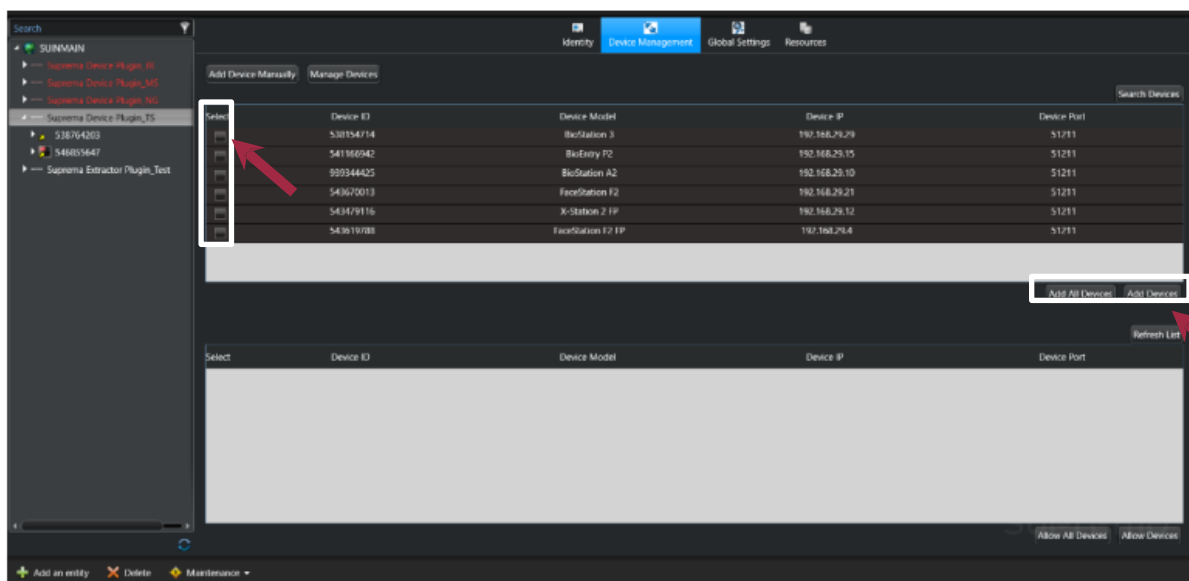 Search
SUINMAIN
Suprema Device Plugin_BI
Suprema Device Plugin_MS
Suprema Device Plugin_NG
Suprema Device Plugin_TS
538764203
546855647
Suprema Extractor Plugin_Test
Identity Device Management Global Settings Resources
Add Device Manually Manage Devices
Search Devices
Select Device ID Device Model Device IP Device Port
538154714 BioStation 3 192.168.29.29 51211
541166942 BioEntry P2 192.168.29.15 51211
939344425 BioStation A2 192.168.29.10 51211
543670013 FaceStation F2 192.168.29.21 51211
543479116 X-Station 2 FP 192.168.29.12 51211
543619788 FaceStation F2 FP 192.168.29.4 51211
Add All Devices Add Devices
Refresh List
Select Device ID Device Model Device IP Device Port
Allow All Devices Allow Devices
Add an entity Delete Maintenance